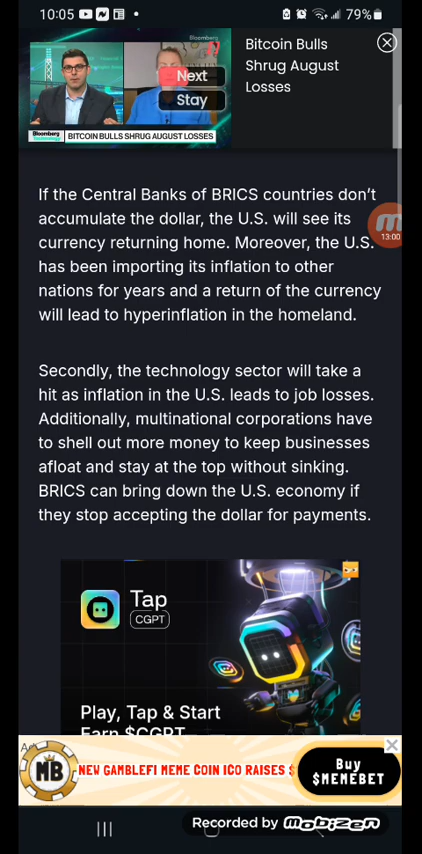 10:05
79%
Bloomberg
Next
Stay
Bloomberg
Technology
BITCOIN BULLS SHRUG AUGUST LOSSES
Bitcoin Bulls
Shrug August
Losses
If the Central Banks of BRICS countries don’t
accumulate the dollar, the U.S. will see its
currency returning home. Moreover, the U.S.
has been importing its inflation to other
nations for years and a return of the currency
will lead to hyperinflation in the homeland.
13:00
Secondly, the technology sector will take a
hit as inflation in the U.S. leads to job losses.
Additionally, multinational corporations have
to shell out more money to keep businesses
afloat and stay at the top without sinking.
BRICS can bring down the U.S. economy if
they stop accepting the dollar for payments.
Tap
CGPT
Play, Tap & Start
Earn $CGPT
MB
NEW GAMBLEFI MEME COIN ICO RAISES $
Buy
$MEMEBET
Recorded by mobizen